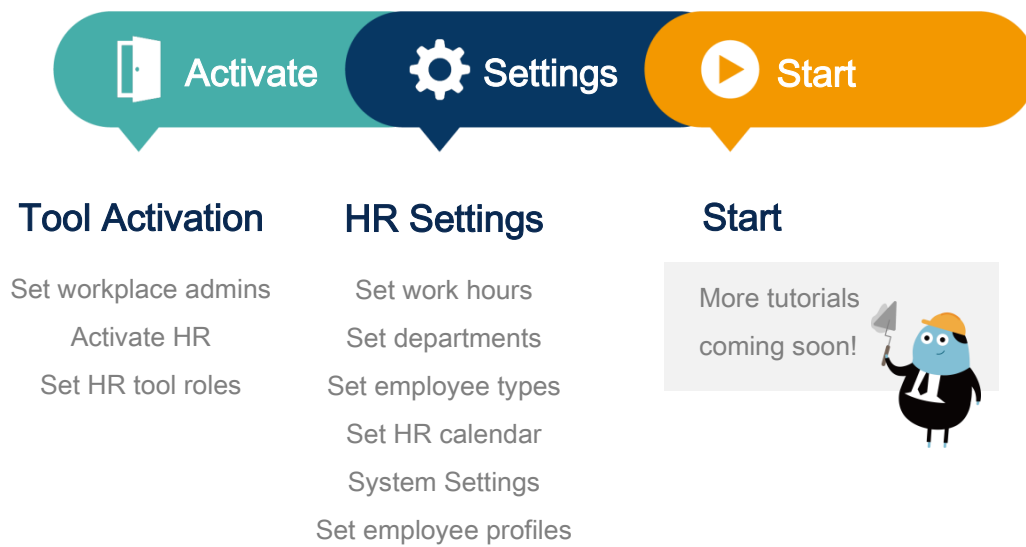 Activate
Settings
Start
Tool Activation
Set workplace admins
Activate HR
Set HR tool roles
HR Settings
Set work hours
Set departments
Set employee types
Set HR calendar
System Settings
Set employee profiles
Start
More tutorials
coming soon!